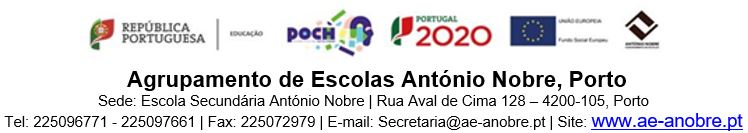 REPÚBLICA
PORTUGUESA
EDUCAÇÃO
POCH
PORTUGAL
2020
UNIÃO EUROPEIA
Fundo Social Europeu
Agrupamento de Escolas António Nobre, Porto
Sede: Escola Secundária António Nobre | Rua Aval de Cima 128 – 4200-105, Porto
Tel: 225096771 - 225097661 | Fax: 225072979 | E-mail: Secretaria@ae-anobre.pt | Site: www.ae-anobre.pt